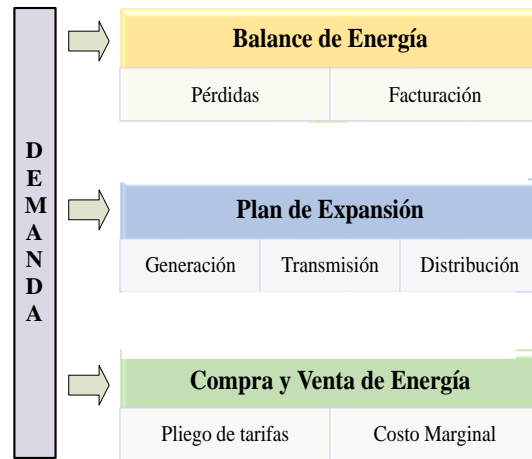 DEMANDA
Balance de Energía
Pérdidas
Facturación
Plan de Expansión
Generación
Transmisión
Distribución
Compra y Venta de Energía
Pliego de tarifas
Costo Marginal